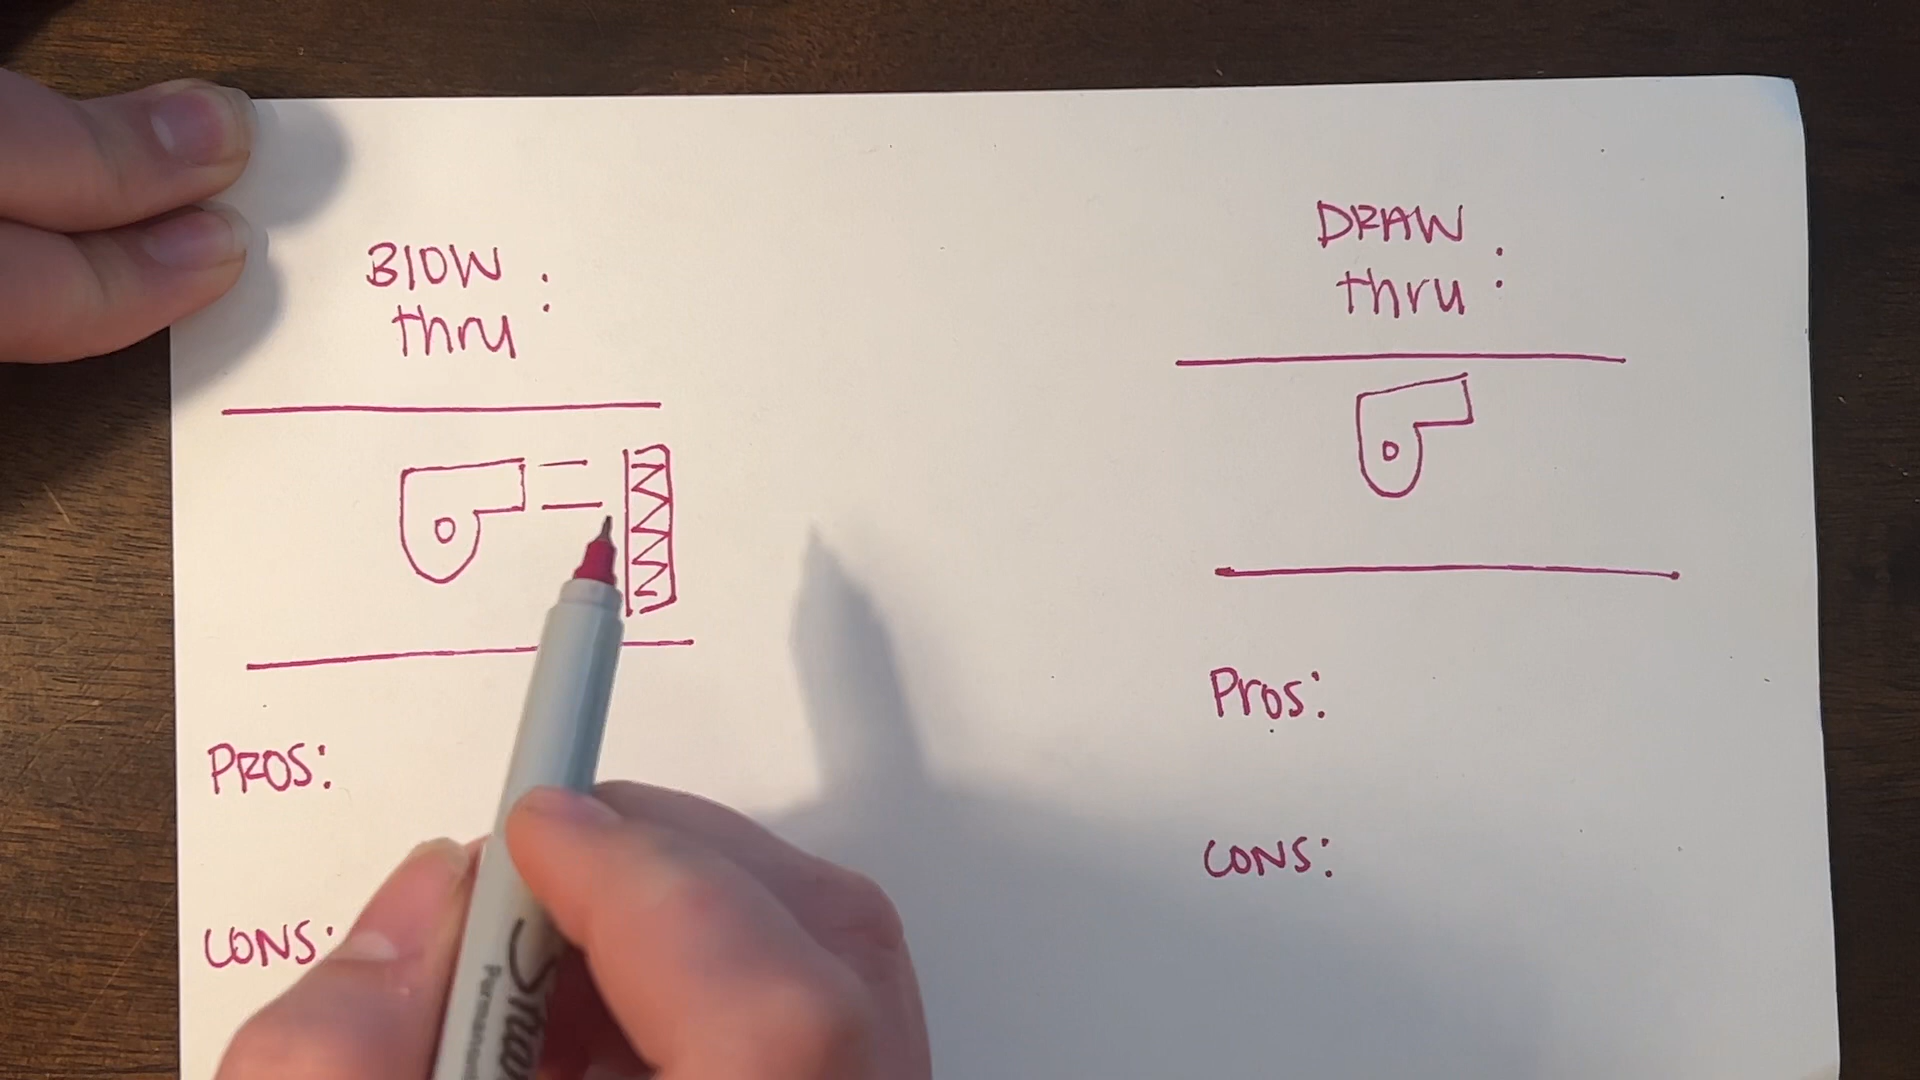 BlOW :
thru
PROS:
CONS:
DRAW :
thru
Pros:
CONS: